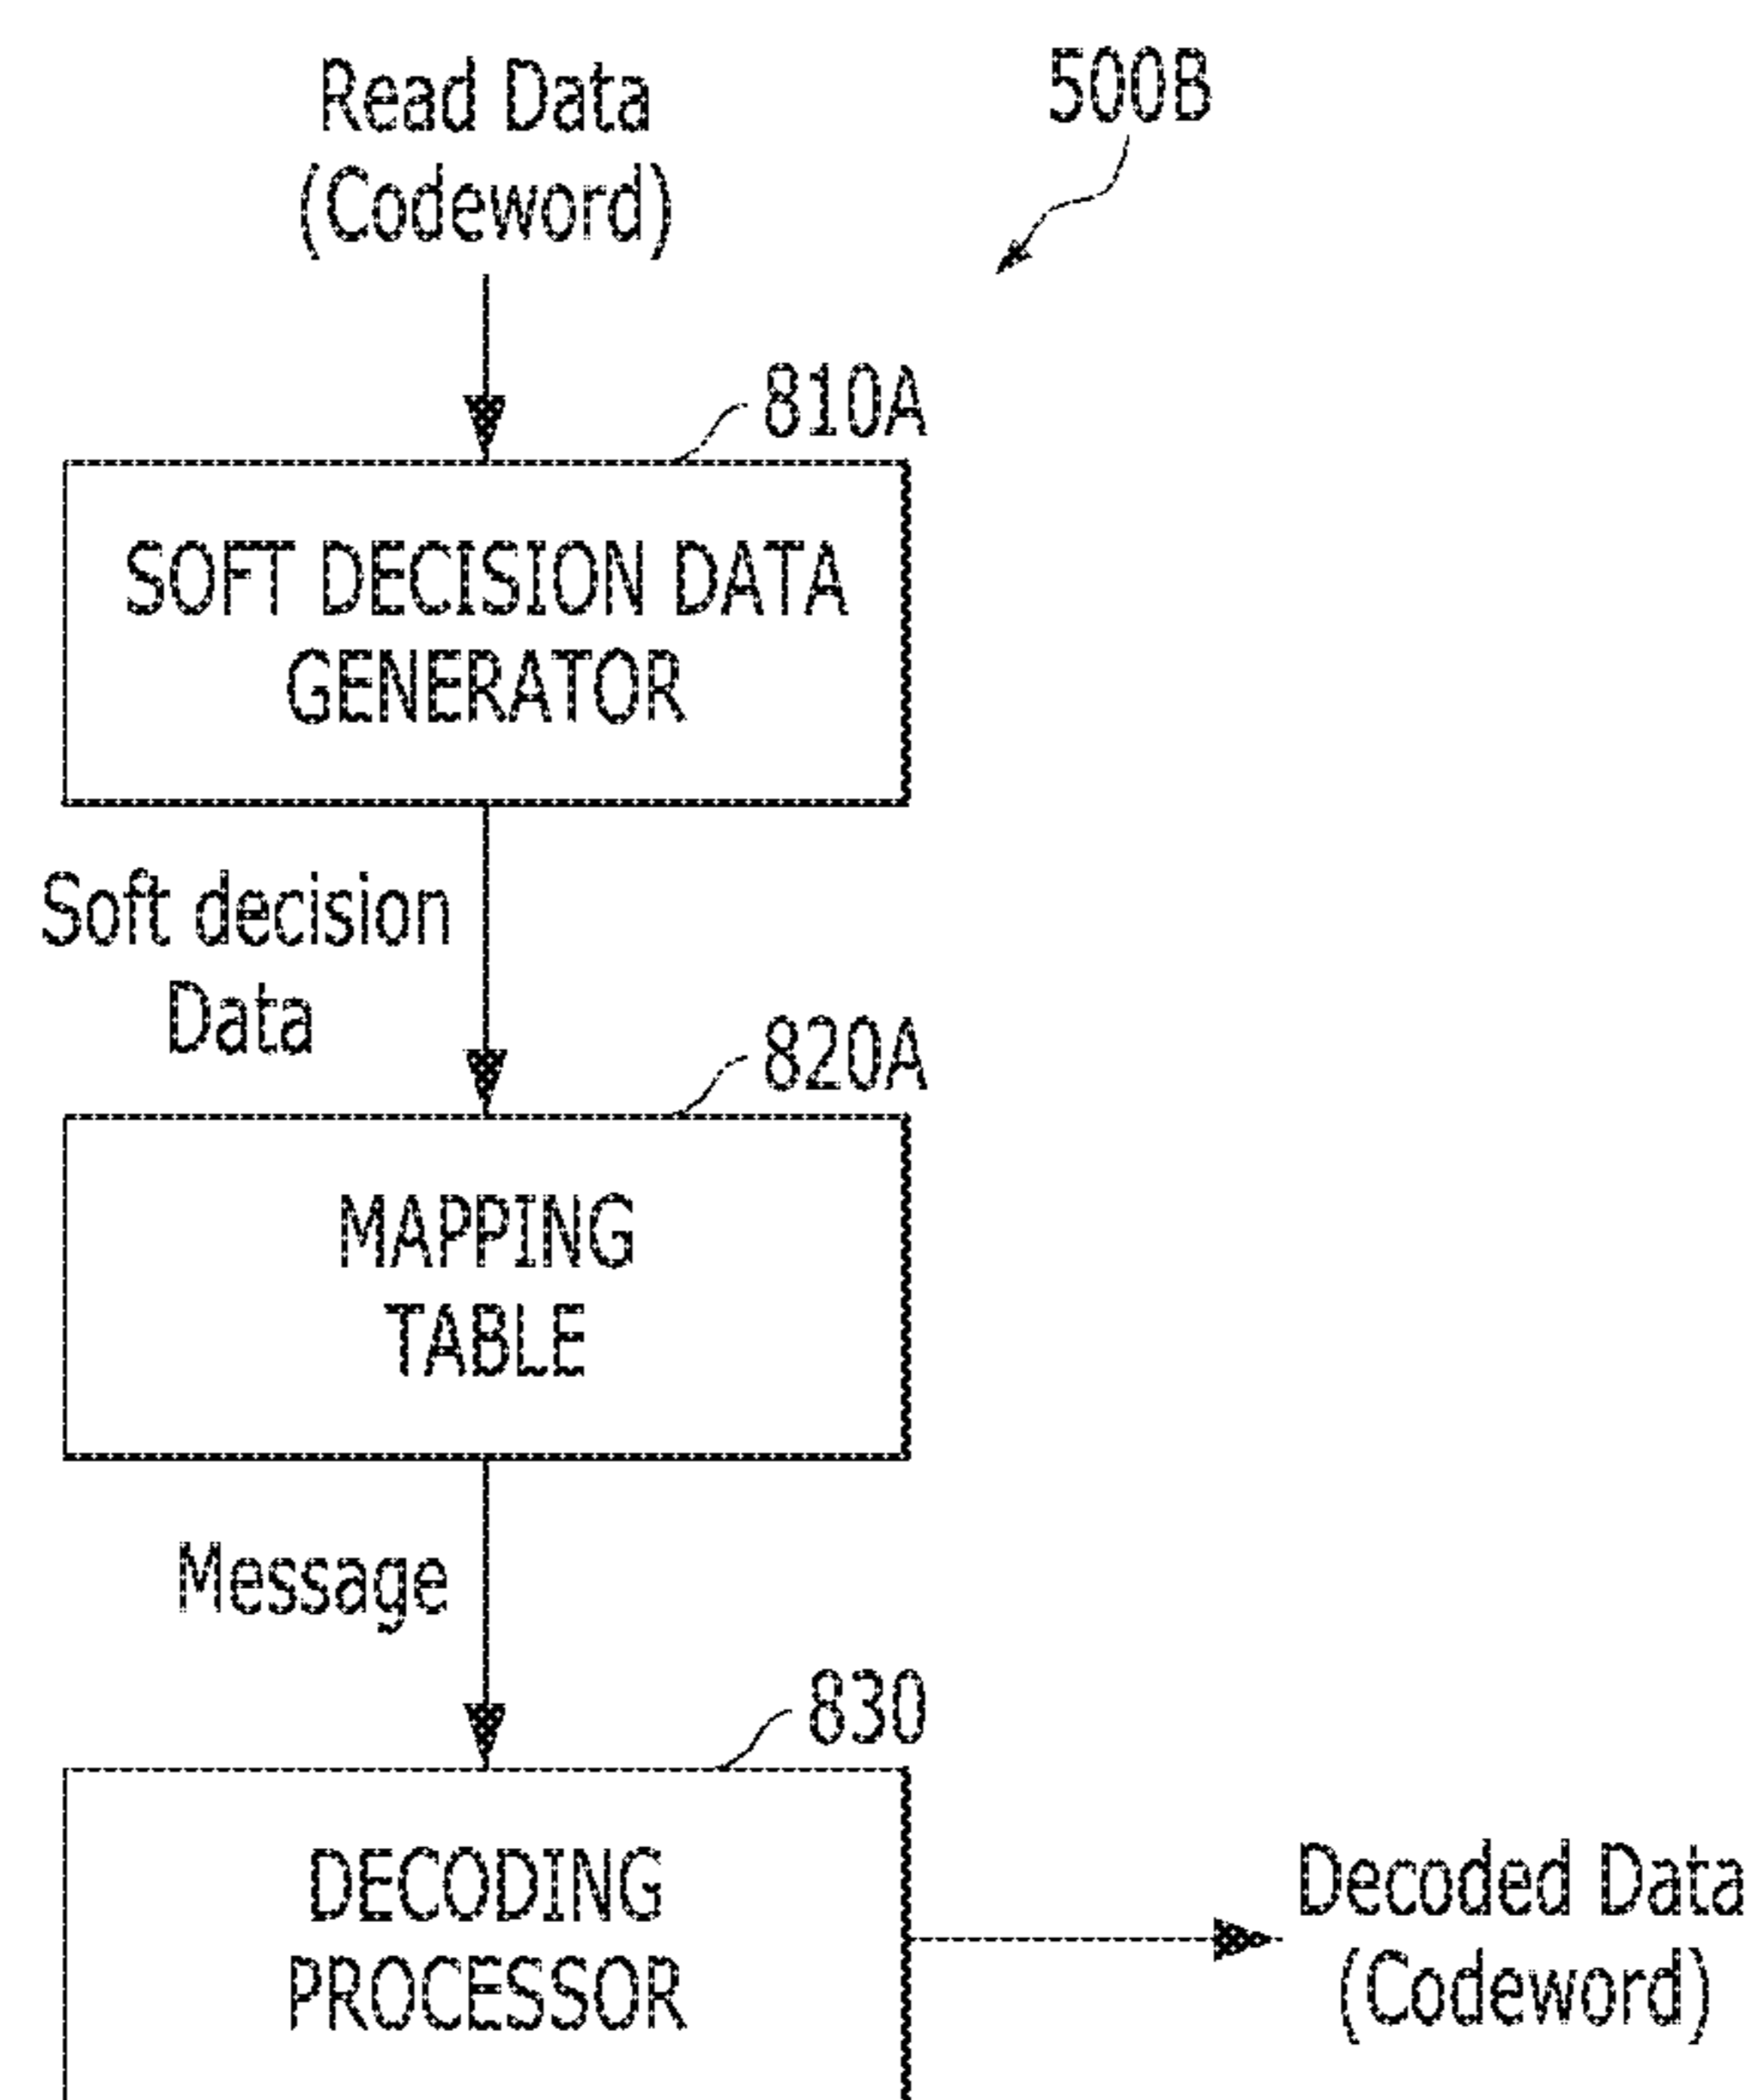 Read Data
(Codeword)
500B
810A
SOFT DECISION DATA
GENERATOR
Soft decision
Data
820A
MAPPING
TABLE
Message
830
DECODING
PROCESSOR
Decoded Data
(Codeword)